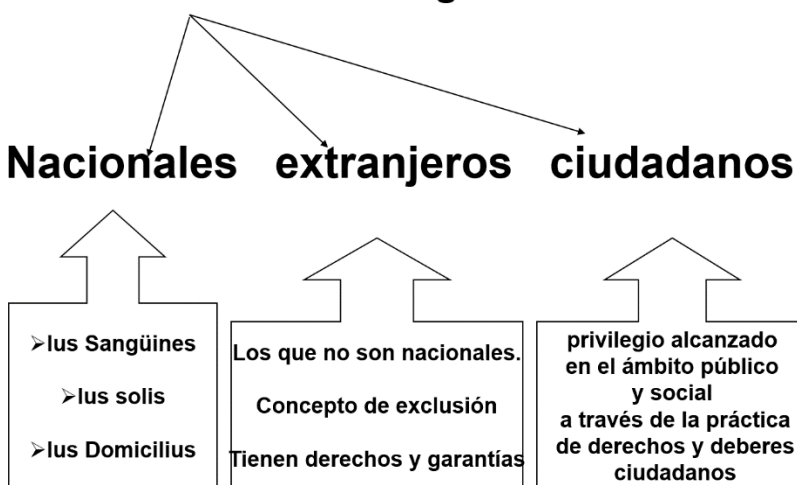 Nacionales extranjeros ciudadanos
➢Ius Sangüines
➢Ius solis
➢Ius Domicilius
Los que no son nacionales.
Concepto de exclusión
Tienen derechos y garantías
privilegio alcanzado
en el ámbito público
y social
a través de la práctica
de derechos y deberes
ciudadanos